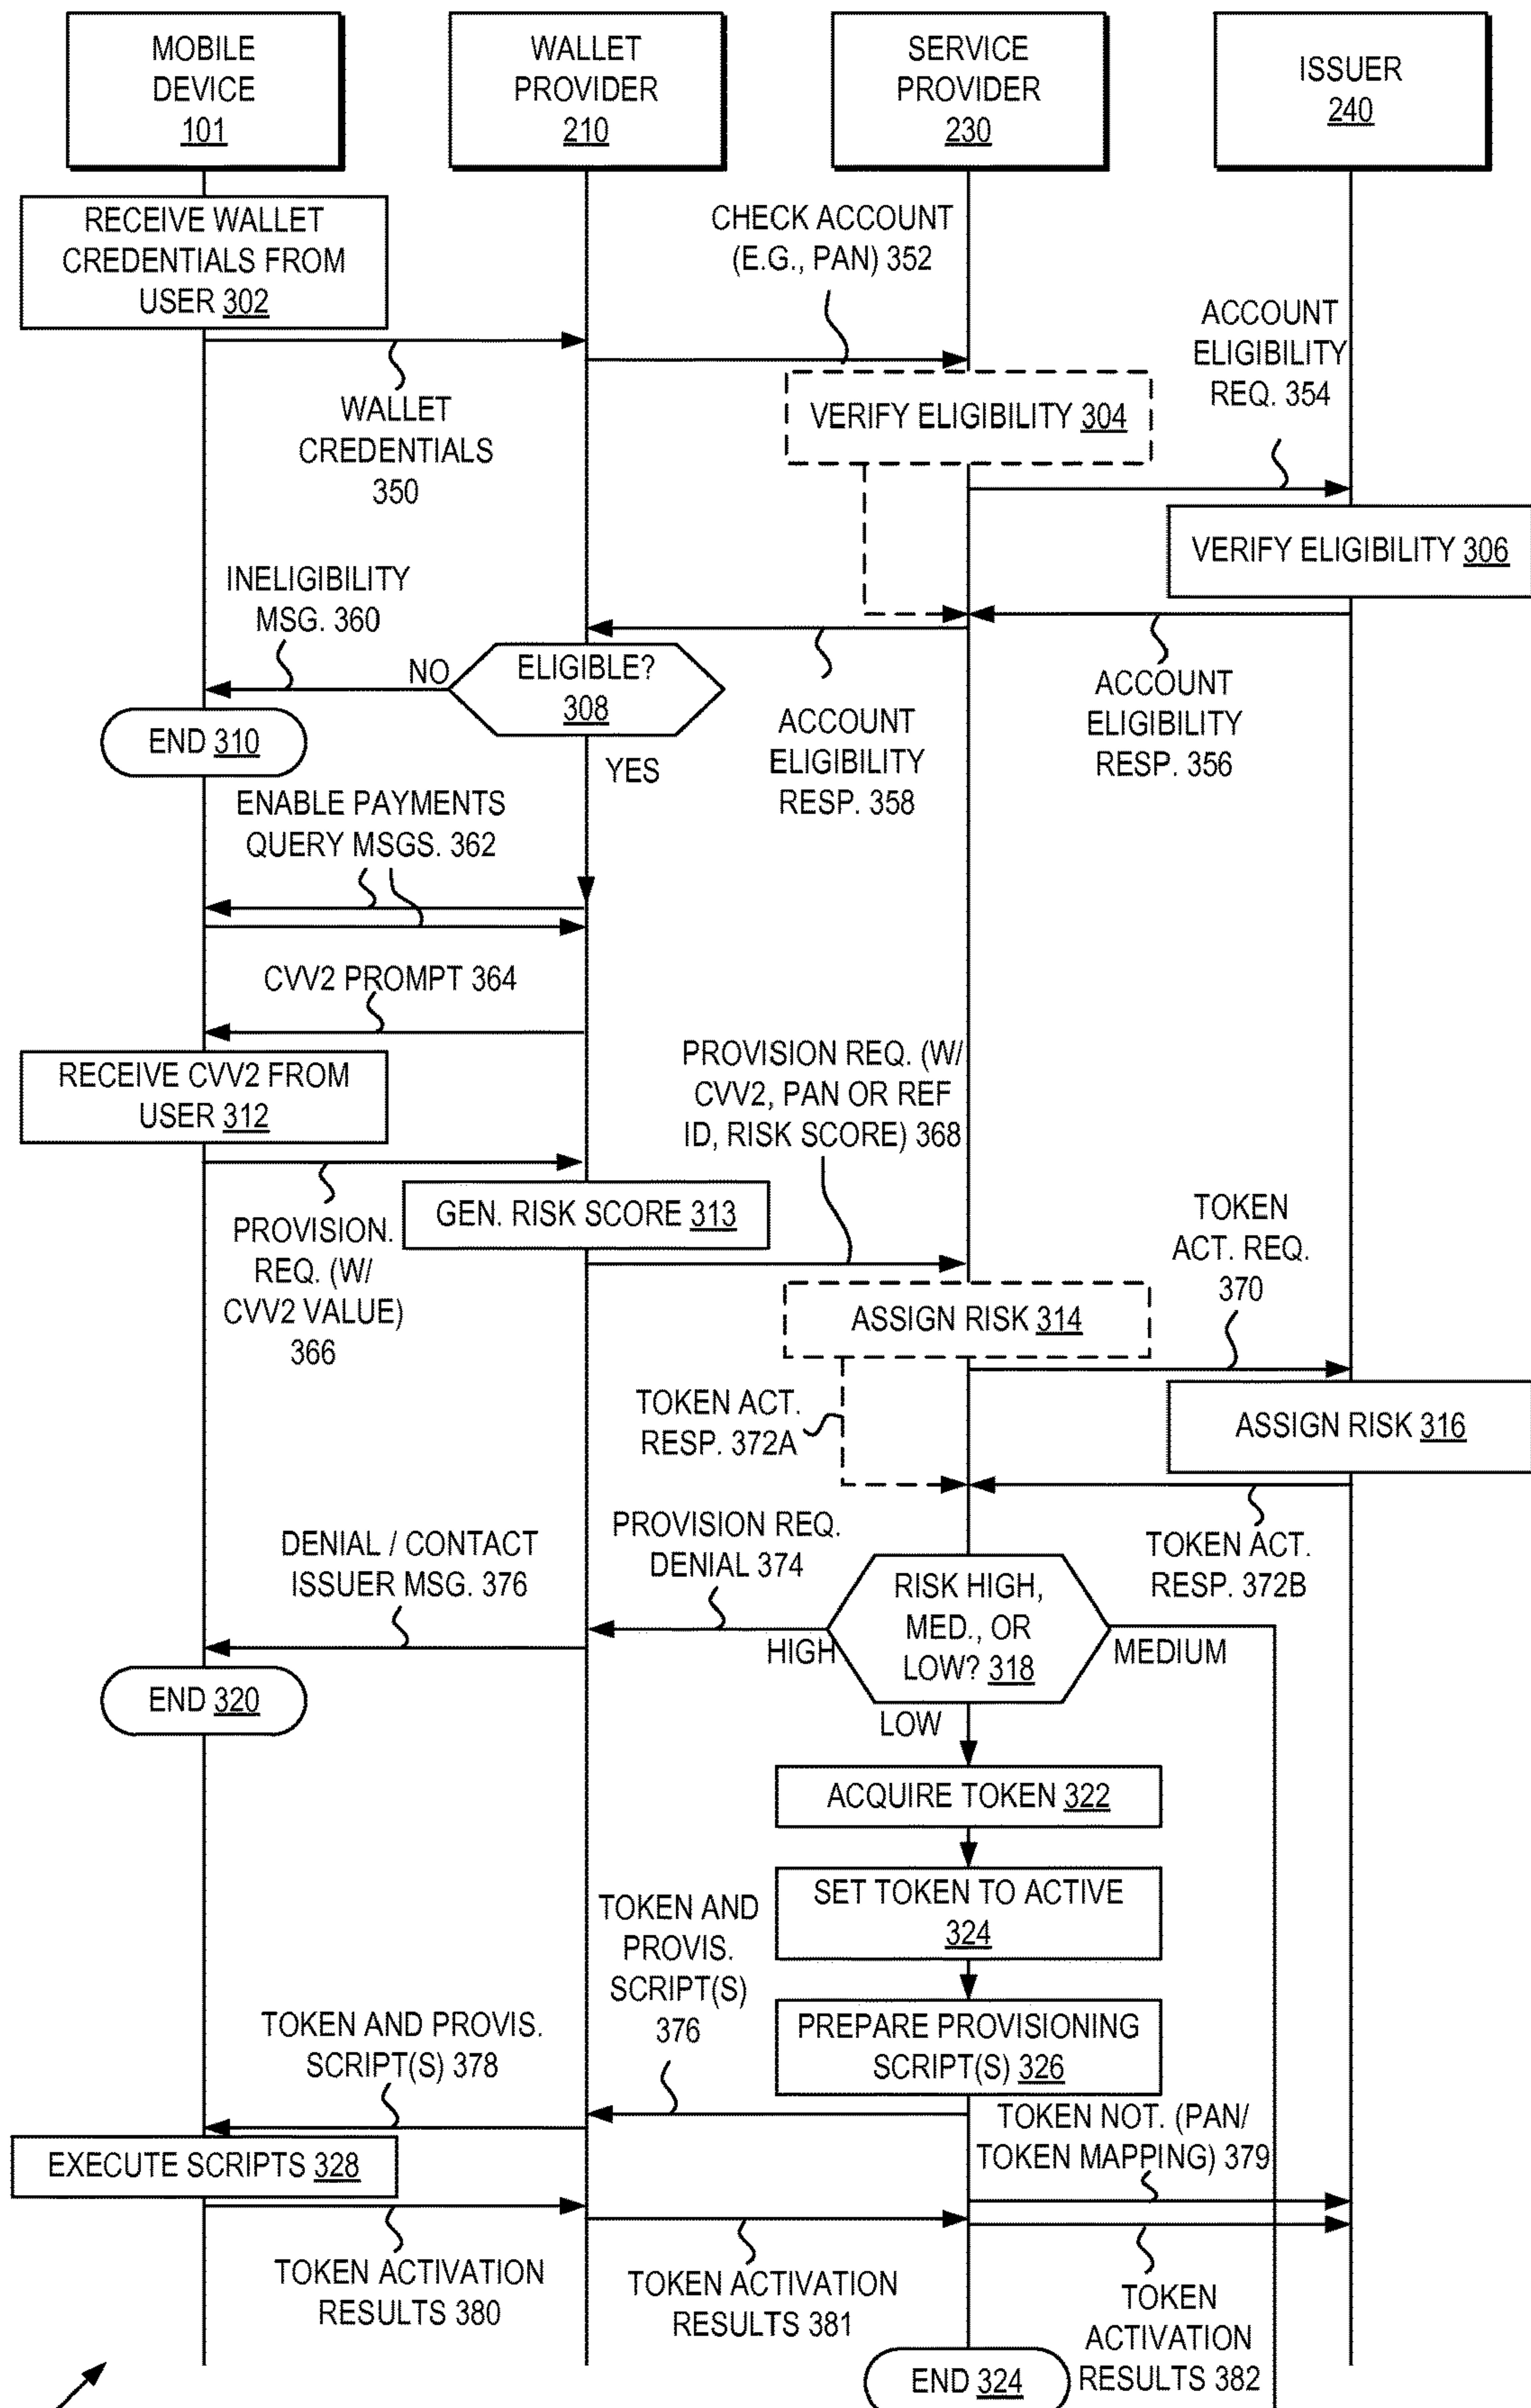 MOBILE
DEVICE
101
WALLET
PROVIDER
210
SERVICE
PROVIDER
230
ISSUER
240
RECEIVE WALLET
CREDENTIALS FROM
USER 302
CHECK ACCOUNT
(E.G., PAN) 352
ACCOUNT
ELIGIBILITY
REQ. 354
WALLET
CREDENTIALS
350
VERIFY ELIGIBILITY 304
VERIFY ELIGIBILITY 306
INELIGIBILITY
MSG. 360
NO
ELIGIBLE?
308
YES
END 310
ACCOUNT
ELIGIBILITY
RESP. 358
ACCOUNT
ELIGIBILITY
RESP. 356
ENABLE PAYMENTS
QUERY MSGS. 362
CVV2 PROMPT 364
RECEIVE CVV2 FROM
USER 312
PROVISION REQ. (W/
CVV2, PAN OR REF
ID, RISK SCORE) 368
PROVISION.
REQ. (W/
CVV2 VALUE)
366
GEN. RISK SCORE 313
TOKEN
ACT. REQ.
370
ASSIGN RISK 314
TOKEN ACT.
RESP. 372A
ASSIGN RISK 316
DENIAL / CONTACT
ISSUER MSG. 376
PROVISION REQ.
DENIAL 374
TOKEN ACT.
RESP. 372B
RISK HIGH,
MED., OR
LOW? 318
HIGH
MEDIUM
LOW
END 320
ACQUIRE TOKEN 322
SET TOKEN TO ACTIVE
324
TOKEN AND
PROVIS.
SCRIPT(S)
376
PREPARE PROVISIONING
SCRIPT(S) 326
TOKEN AND PROVIS.
SCRIPT(S) 378
TOKEN NOT. (PAN/
TOKEN MAPPING) 379
EXECUTE SCRIPTS 328
TOKEN ACTIVATION
RESULTS 380
TOKEN ACTIVATION
RESULTS 381
TOKEN
ACTIVATION
RESULTS 382
END 324